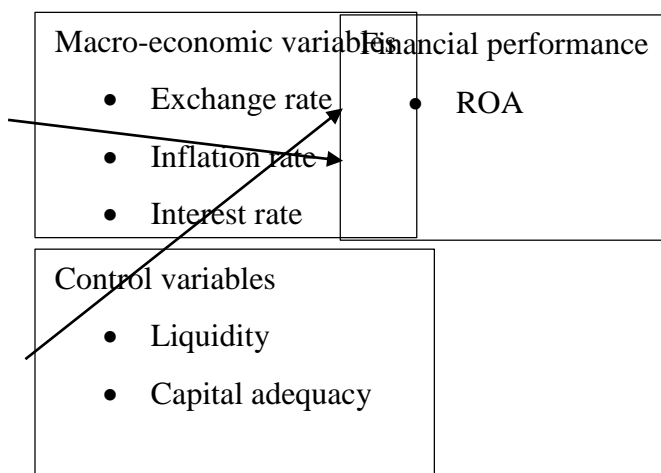 Macro-economic variables
• Exchange rate
• Inflation rate
• Interest rate
Financial performance
• ROA
Control variables
• Liquidity
• Capital adequacy